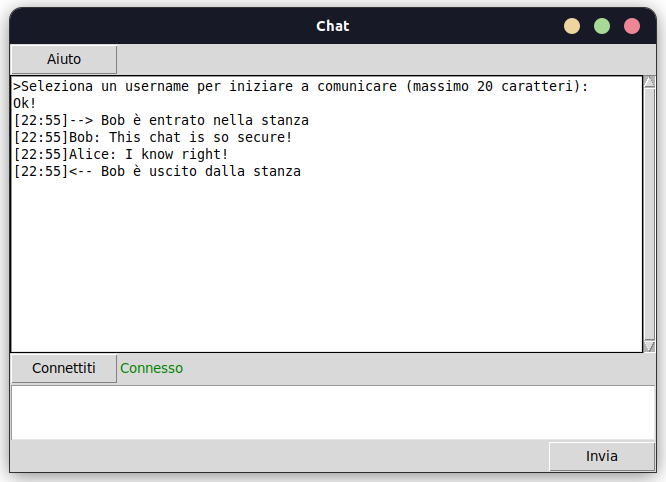 Chat
Aiuto
>Seleziona un username per iniziare a comunicare (massimo 20 caratteri):
Ok!
[22:55]--> Bob è entrato nella stanza
[22:55]Bob: This chat is so secure!
[22:55]Alice: I know right!
[22:55]<-- Bob è uscito dalla stanza
Connettiti Connesso
Invia